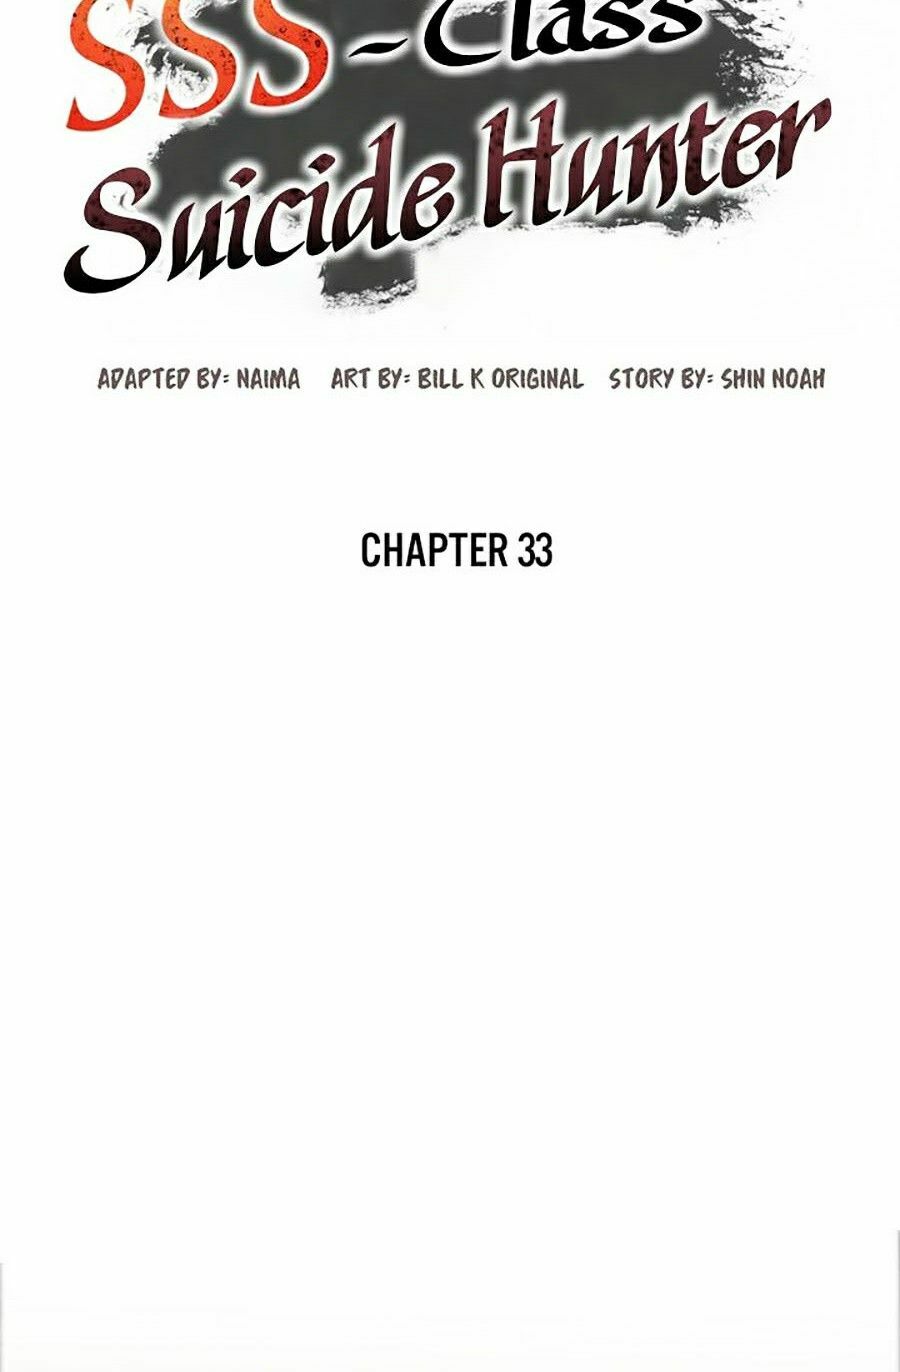 SSS-Class
Suicide Hunter
ADAPTED BY: NAIMA ART BY: BILL K ORIGINAL STORY BY: SHIN NOAH
CHAPTER 33